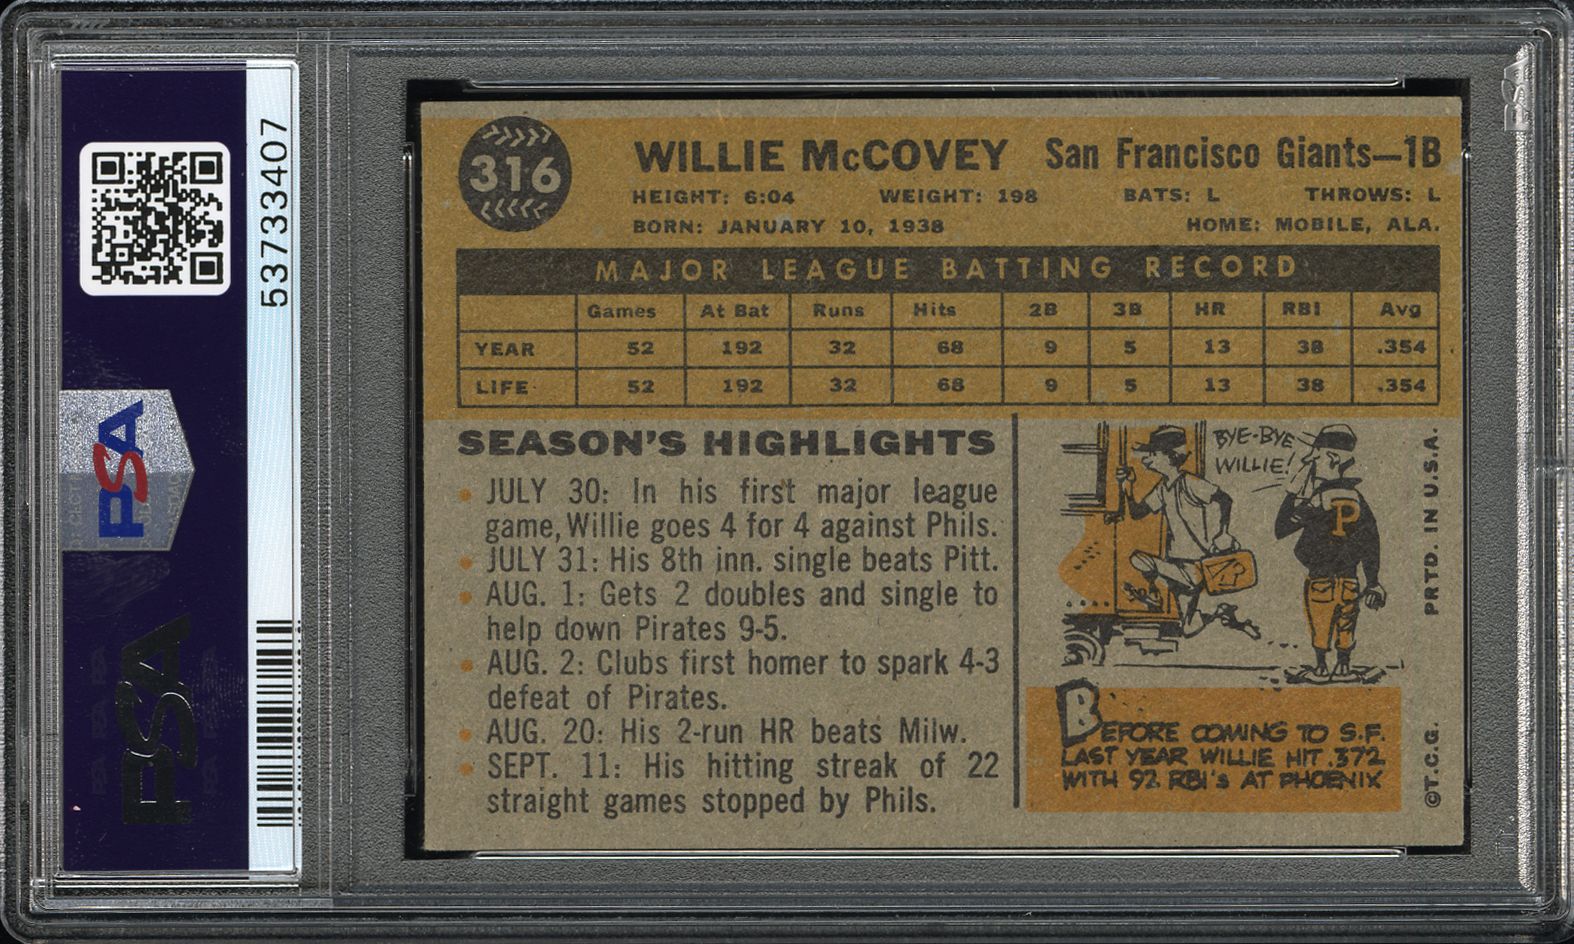 53733407
PSA
PSA
316
WILLIE McCOVEY San Francisco Giants—1B
HEIGHT: 6:04 WEIGHT: 198 BATS: L THROWS: L
BORN: JANUARY 10, 1938 HOME: MOBILE, ALA.
MAJOR LEAGUE BATTING RECORD
Games At Bat Runs Hits 2B 3B HR RBI Avg
YEAR 52 192 32 68 9 5 13 38 .354
LIFE 52 192 32 68 9 5 13 38 .354
SEASON'S HIGHLIGHTS
• JULY 30: In his first major league
game, Willie goes 4 for 4 against Phils.
• JULY 31: His 8th inn. single beats Pitt.
• AUG. 1: Gets 2 doubles and single to
help down Pirates 9-5.
• AUG. 2: Clubs first homer to spark 4-3
defeat of Pirates.
• AUG. 20: His 2-run HR beats Milw.
• SEPT. 11: His hitting streak of 22
straight games stopped by Phils.
BYE-BYE
WILLIE!
P
BEFORE COMING TO S.F.
LAST YEAR WILLIE HIT .372
WITH 92 RBI's AT PHOENIX
©T.C.G. PRTD. IN U.S.A.
PSA